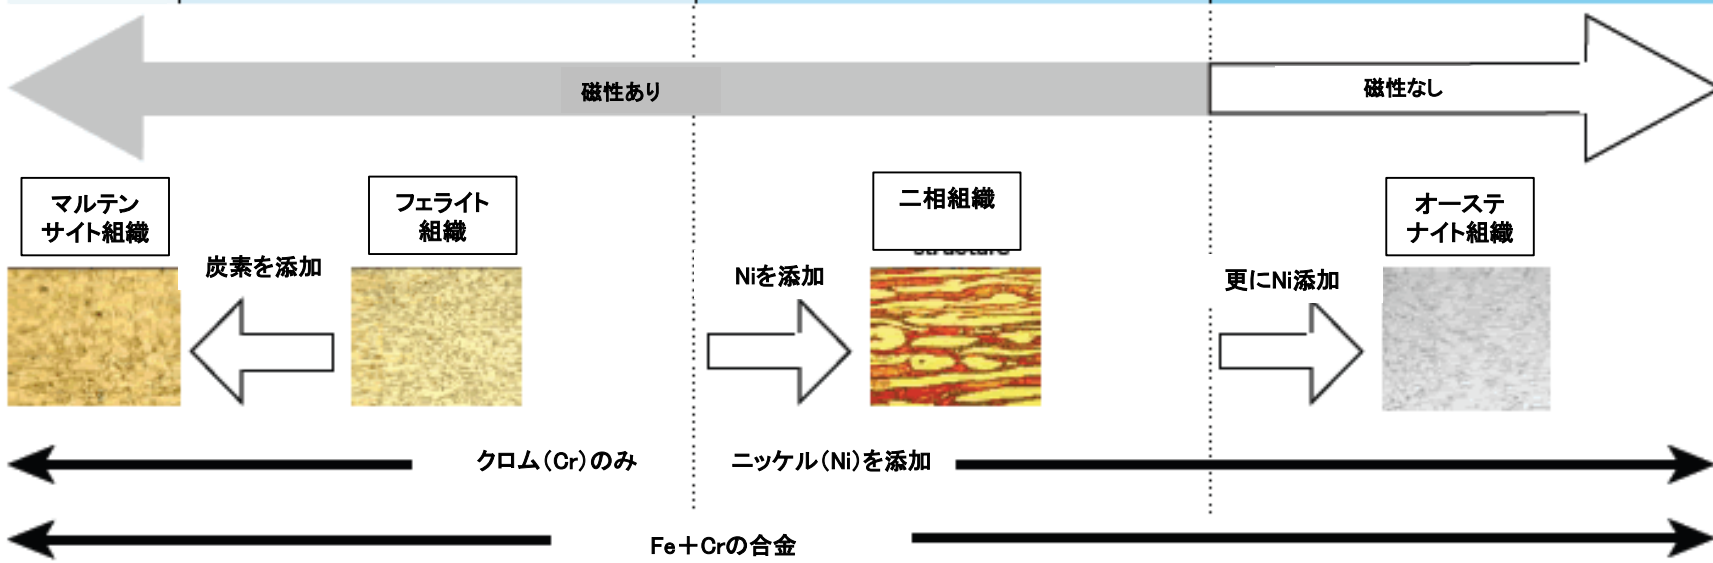 磁性あり
磁性なし
マルテン
サイト組織
フェライト
組織
二相組織
オーステ
ナイト組織
structure
炭素を添加
Niを添加
更にNi添加
クロム（Cr）のみ
ニッケル（Ni）を添加
Fe＋Crの合金